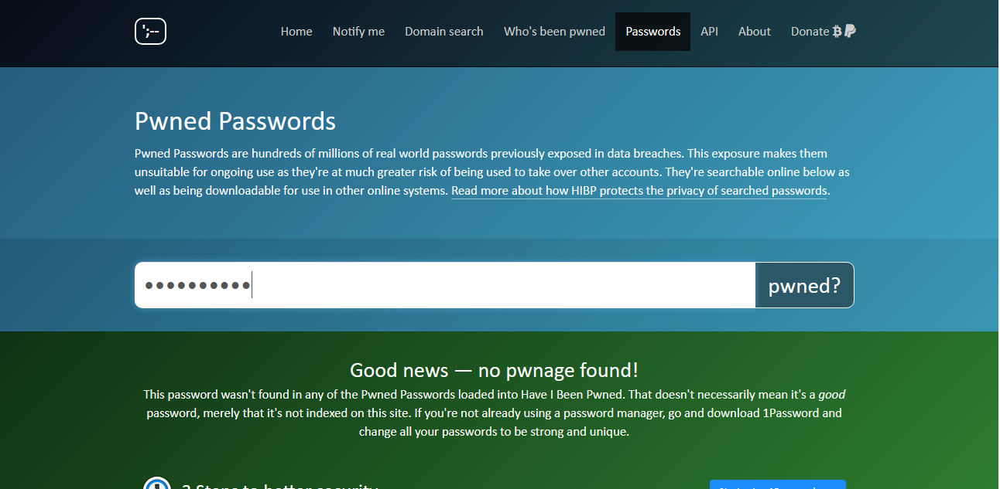 ';--
Home Notify me Domain search Who's been pwned Passwords API About Donate
Pwned Passwords
Pwned Passwords are hundreds of millions of real world passwords previously exposed in data breaches. This exposure makes them
unsuitable for ongoing use as they're at much greater risk of being used to take over other accounts. They're searchable online below as
well as being downloadable for use in other online systems. Read more about how HIBP protects the privacy of searched passwords.
••••••••••
pwned?
Good news — no pwnage found!
This password wasn't found in any of the Pwned Passwords loaded into Have I Been Pwned. That doesn't necessarily mean it's a good
password, merely that it's not indexed on this site. If you're not already using a password manager, go and download 1Password and
change all your passwords to be strong and unique.
3 Steps to better security